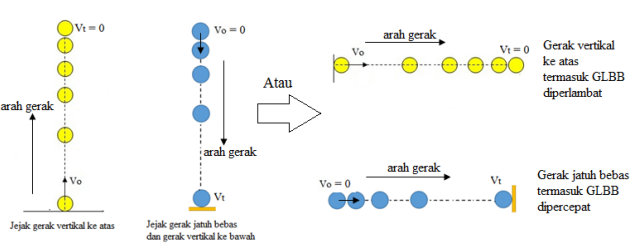 Vt = 0
arah gerak
Vo
Jejak gerak vertikal ke atas
Vo = 0
arah gerak
Vt
Jejak gerak jatuh bebas
dan gerak vertikal ke bawah
Atau
arah gerak
Vo
Vt = 0
Gerak vertikal
ke atas
termasuk GLBB
diperlambat
arah gerak
Vo = 0
Vt
Gerak jatuh bebas
termasuk GLBB
dipercepat